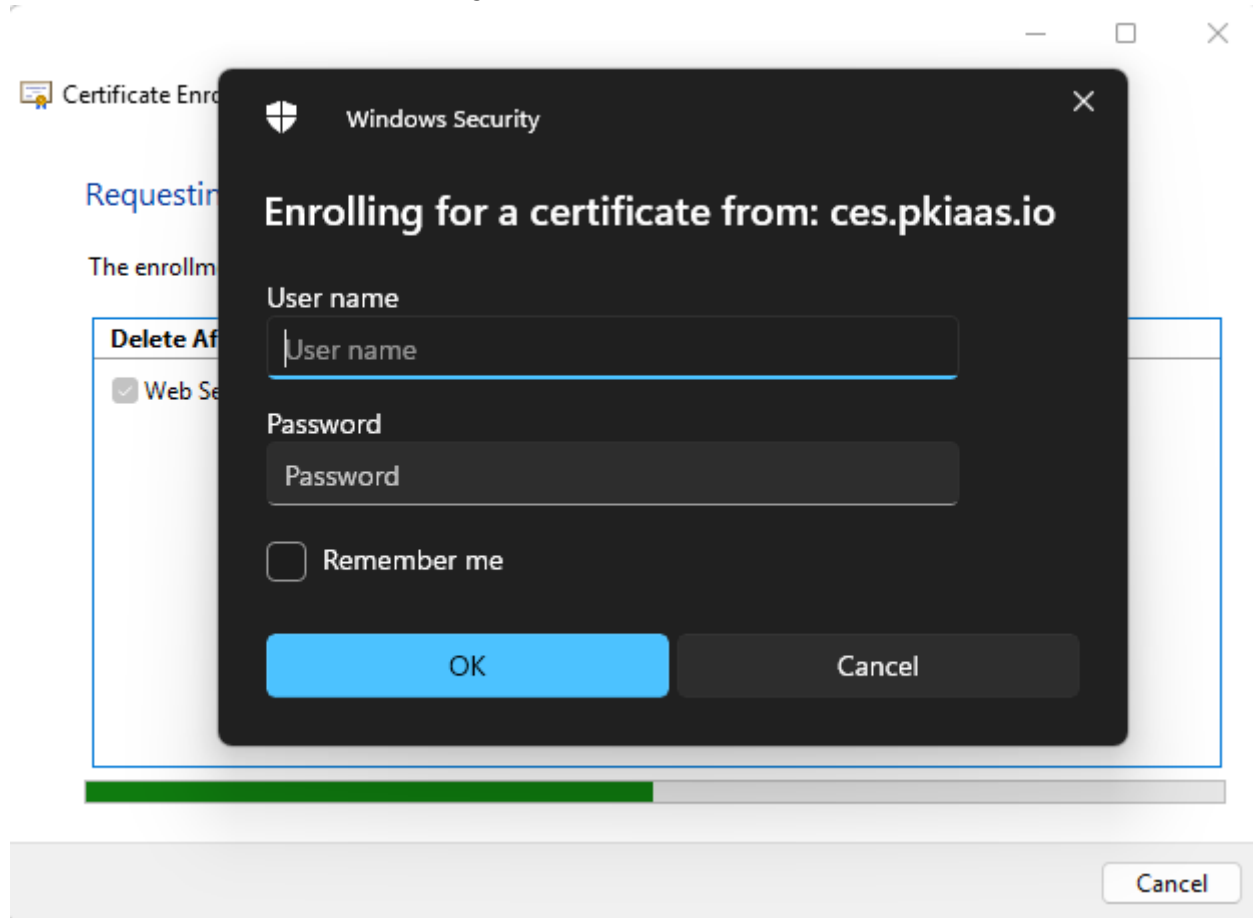 Certificate Enro
Windows Security
Requestin
Enrolling for a certificate from: ces.pkiaas.io
The enrollm
User name
User name
Delete Af
Web Se
Password
Password
Remember me
OK
Cancel
Cancel